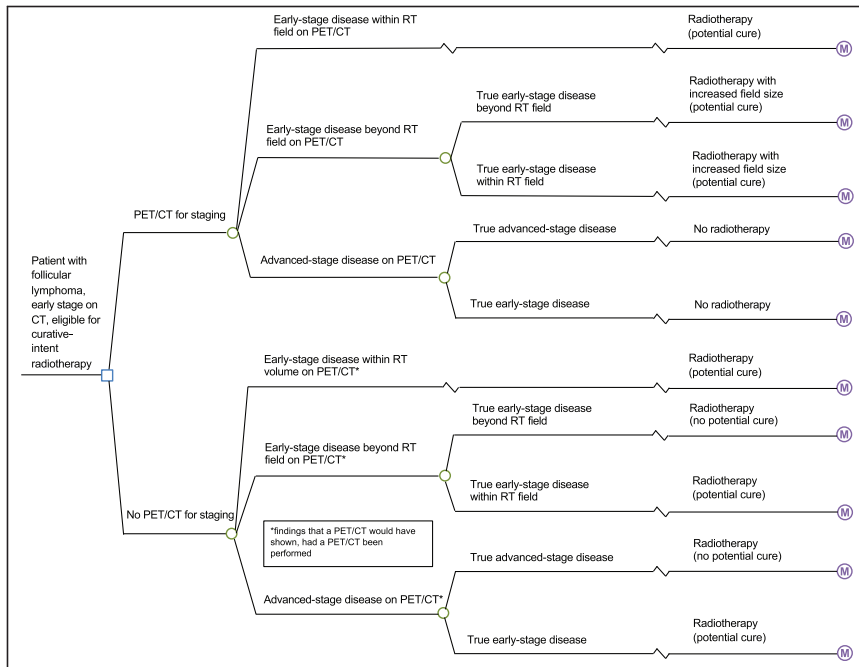 Early-stage disease within RT
field on PET/CT
Radiotherapy
(potential cure)
M
True early-stage disease
beyond RT field
Radiotherapy with
increased field size
(potential cure)
M
Early-stage disease beyond RT
field on PET/CT
True early-stage disease
within RT field
Radiotherapy with
increased field size
(potential cure)
M
PET/CT for staging
True advanced-stage disease
No radiotherapy
M
Advanced-stage disease on PET/CT
True early-stage disease
No radiotherapy
M
Patient with
follicular
lymphoma,
early stage on
CT, eligible for
curative–
intent
radiotherapy
Early-stage disease within RT
volume on PET/CT*
Radiotherapy
(potential cure)
M
True early-stage disease
beyond RT field
Radiotherapy
(no potential cure)
M
Early-stage disease beyond RT
field on PET/CT*
True early-stage disease
within RT field
Radiotherapy
(potential cure)
M
No PET/CT for staging
*findings that a PET/CT would have
shown, had a PET/CT been
performed
True advanced-stage disease
Radiotherapy
(no potential cure)
M
Advanced-stage disease on PET/CT*
True early-stage disease
Radiotherapy
(potential cure)
M